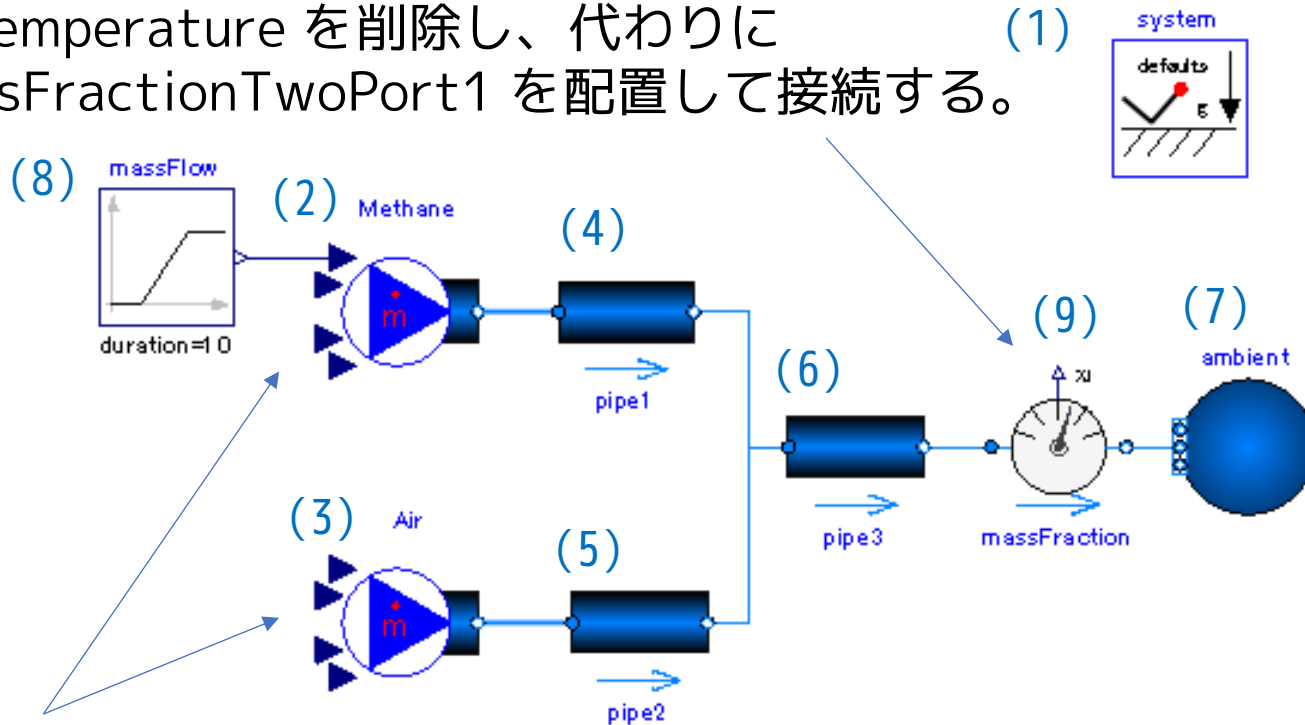 emperature を削除し、代わりに
sFractionTwoPort1 を配置して接続する。
(1)
system
defaults
g
(8)
massFlow
duration=10
(2)
Methane
m
(4)
pipe1
(9)
XI
(7)
ambient
(6)
pipe3
massFraction
(3)
Air
m
(5)
pipe2